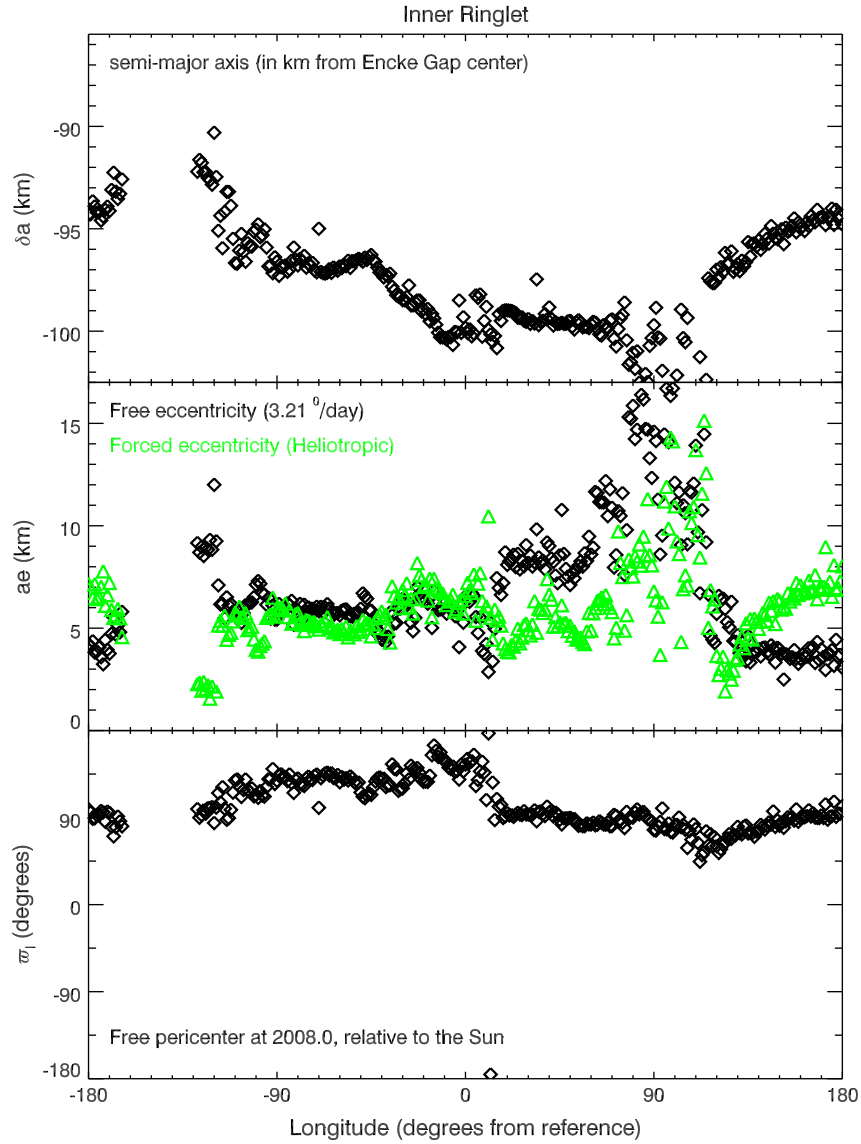 Inner Ringlet
semi-major axis (in km from Encke Gap center)
-90
-95
-100
δa (km)
Free eccentricity (3.21 ⁰/day)
Forced eccentricity (Heliotropic)
15
10
5
0
ae (km)
90
0
-90
-180
ϖₗ (degrees)
Free pericenter at 2008.0, relative to the Sun
-180 -90 0 90 180
Longitude (degrees from reference)